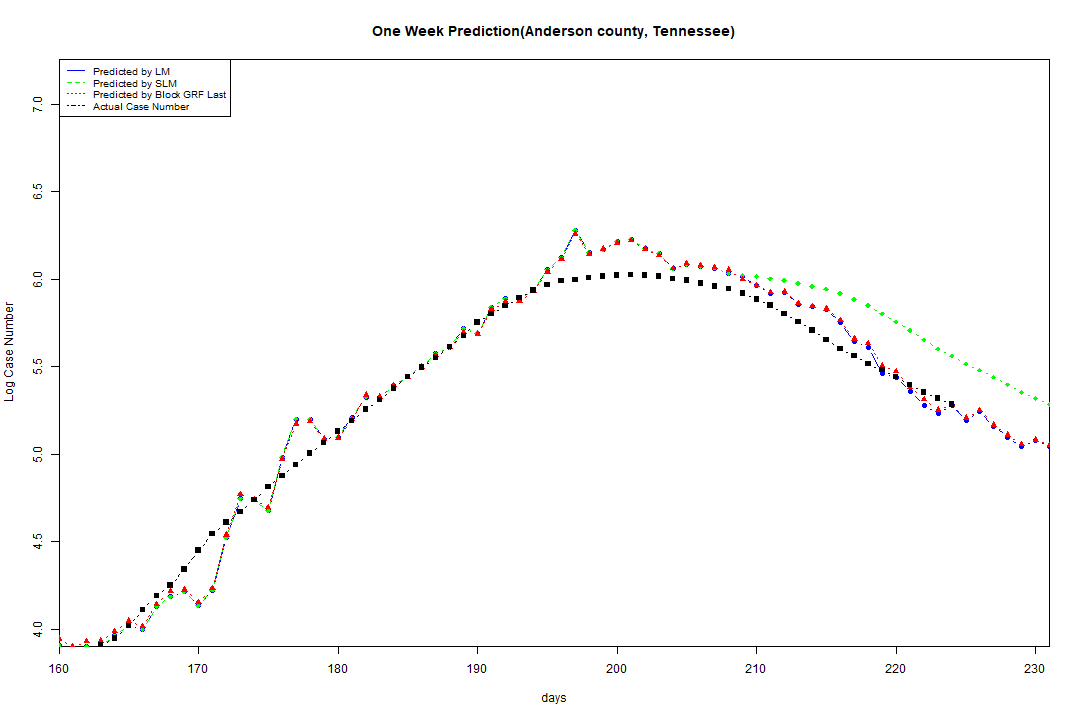 One Week Prediction(Anderson county, Tennessee)
Predicted by LM
Predicted by SLM
Predicted by Block GRF Last
Actual Case Number
7.0
6.5
6.0
5.5
5.0
4.5
4.0
Log Case Number
160 170 180 190 200 210 220 230
days